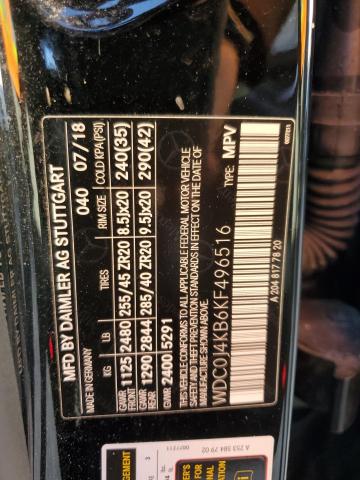 MFD BY DAIMLER AG STUTTGART
MADE IN GERMANY 040 07/18
KG LB TIRES RIM SIZE COLD KPA (PSI)
GAWR FRONT 1125 2480 255/45 ZR20 8.5Jx20 240(35)
GAWR REAR 1290 2844 285/40 ZR20 9.5Jx20 290(42)
GVWR 2400 5291
THIS VEHICLE CONFORMS TO ALL APPLICABLE FEDERAL MOTOR VEHICLE
SAFETY AND THEFT PREVENTION STANDARDS IN EFFECT ON THE DATE OF
MANUFACTURE SHOWN ABOVE.
WDC0J4KB6KF496516 TYPE: MPV
A 204 817 78 20
A 253 584 79 02